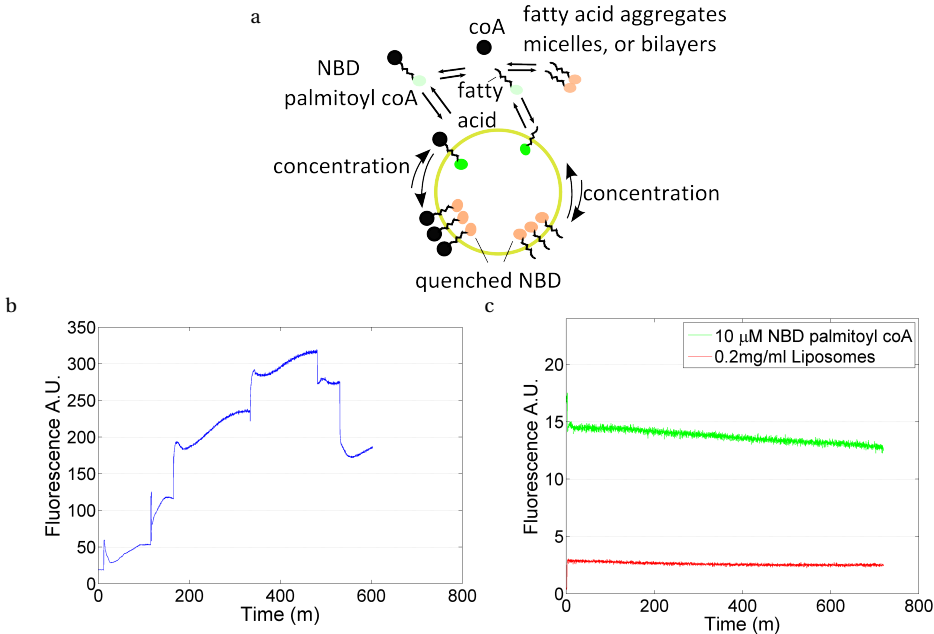 a
coA
fatty acid aggregates
micelles, or bilayers
NBD
palmitoyl coA
fatty
acid
concentration
concentration
quenched NBD
b
350
300
250
200
150
100
50
0
Fluorescence A.U.
0 200 400 600 800
Time (m)
c
10 μM NBD palmitoyl coA
0.2mg/ml Liposomes
20
15
10
5
0
Fluorescence A.U.
0 200 400 600 800
Time (m)